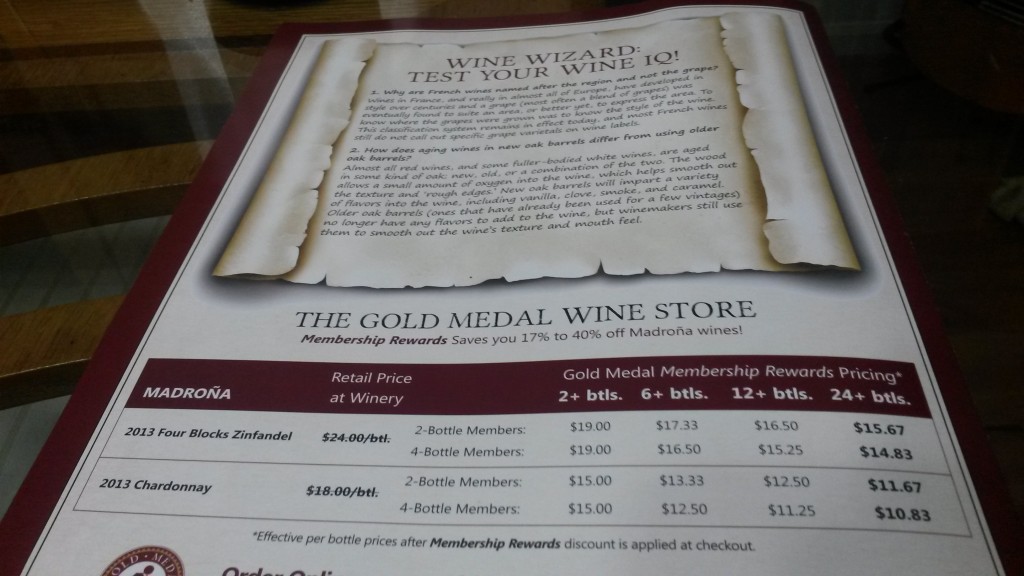 WINE WIZARD:
TEST YOUR WINE IQ!
1. Why are French wines named after the region and not the grape?
Wines in France, and really in almost all of Europe, have developed in
style over centuries and a grape (most often a blend of grapes) was
eventually found to suite an area, or better yet, to express the area. To
know where the grapes were grown was to know the style of the wine.
This classification system remains in effect today, and most French wines
still do not call out specific grape varietals on wine labels.
2. How does aging wines in new oak barrels differ from using older
oak barrels?
Almost all red wines, and some fuller-bodied white wines, are aged
in some kind of oak: new, old, or a combination of the two. The wood
allows a small amount of oxygen into the wine, which helps smooth out
the texture and 'rough edges.' New oak barrels will impart a variety
of flavors into the wine, including vanilla, clove, smoke, and caramel.
Older oak barrels (ones that have already been used for a few vintages)
no longer have any flavors to add to the wine, but winemakers still use
them to smooth out the wine's texture and mouth feel.
THE GOLD MEDAL WINE STORE
Membership Rewards Saves you 17% to 40% off Madroña wines!
MADROÑA Retail Price at Winery Gold Medal Membership Rewards Pricing*
2+ btls. 6+ btls. 12+ btls. 24+ btls.
2013 Four Blocks Zinfandel $24.00/btl. 2-Bottle Members: $19.00 $17.33 $16.50 $15.67
4-Bottle Members: $19.00 $16.50 $15.25 $14.83
2013 Chardonnay $18.00/btl. 2-Bottle Members: $15.00 $13.33 $12.50 $11.67
4-Bottle Members: $15.00 $12.50 $11.25 $10.83
*Effective per bottle prices after Membership Rewards discount is applied at checkout.
GOLD MED
Order